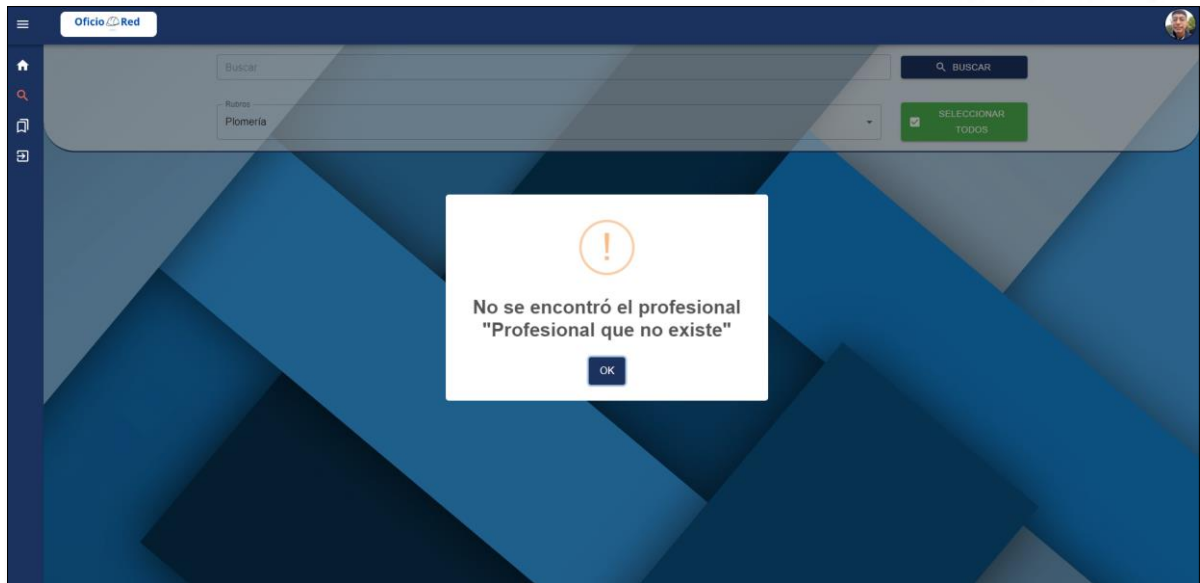 Oficio Red
Buscar
BUSCAR
Rubros
Plomería
SELECCIONAR
TODOS
No se encontró el profesional
"Profesional que no existe"
OK